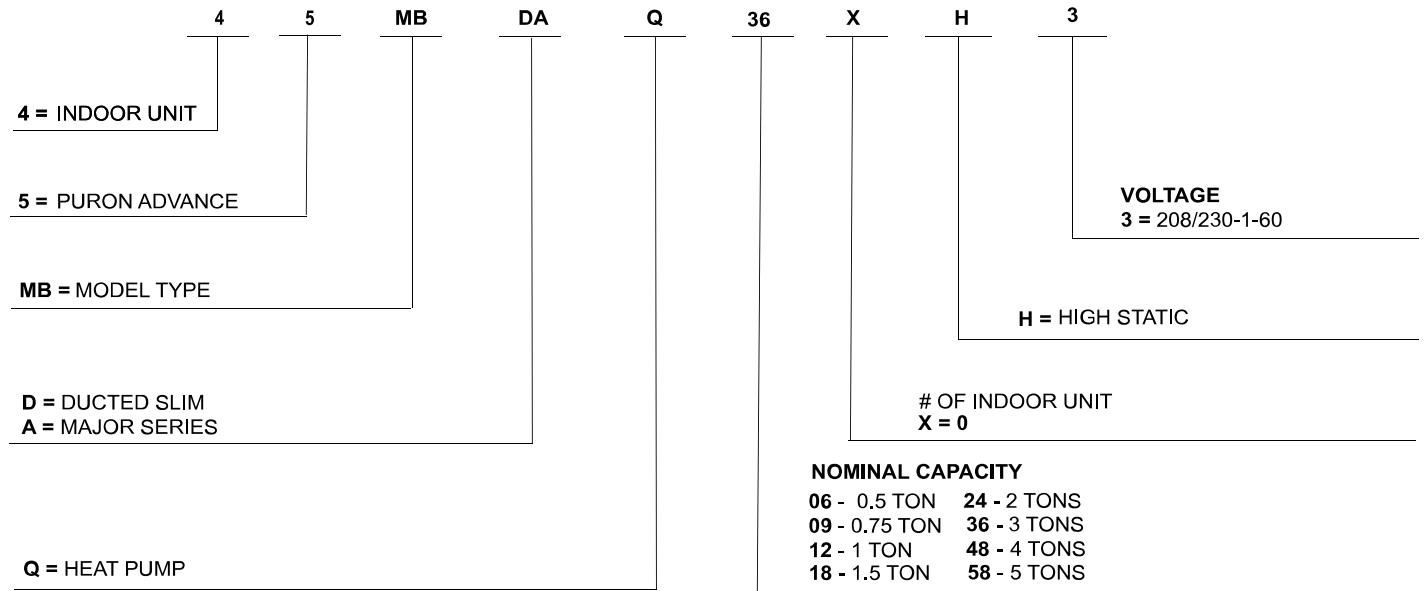 4 5 MB DA Q 36 X H 3
4 = INDOOR UNIT
5 = PURON ADVANCE
VOLTAGE
3 = 208/230-1-60
MB = MODEL TYPE
H = HIGH STATIC
D = DUCTED SLIM
A = MAJOR SERIES
# OF INDOOR UNIT
X = 0
NOMINAL CAPACITY
06 - 0.5 TON 24 - 2 TONS
09 - 0.75 TON 36 - 3 TONS
12 - 1 TON 48 - 4 TONS
18 - 1.5 TON 58 - 5 TONS
Q = HEAT PUMP